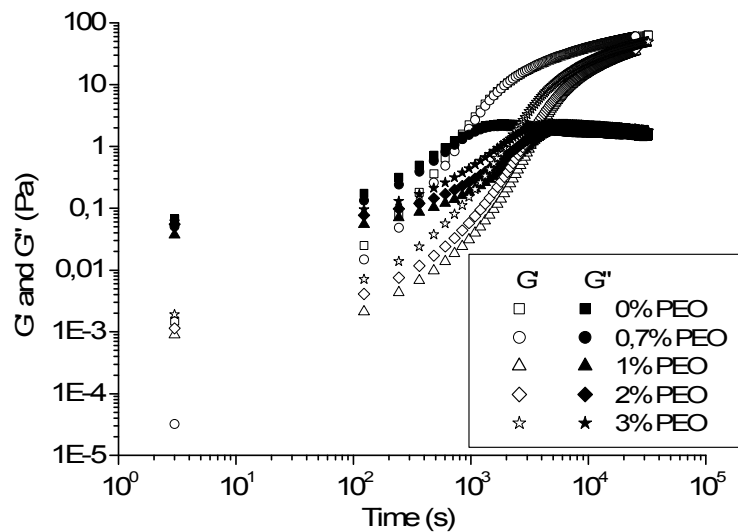 100
10
1
0,1
0,01
1E-3
1E-4
1E-5
G' and G'' (Pa)
10^0 10^1 10^2 10^3 10^4 10^5
Time (s)
G' G''
0% PEO
0,7% PEO
1% PEO
2% PEO
3% PEO